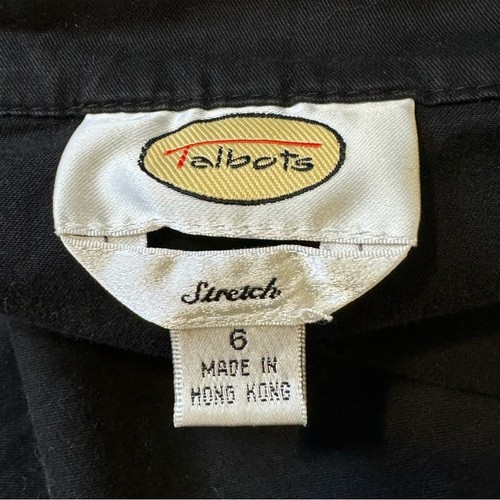 Talbots
Stretch
6
MADE IN
HONG KONG